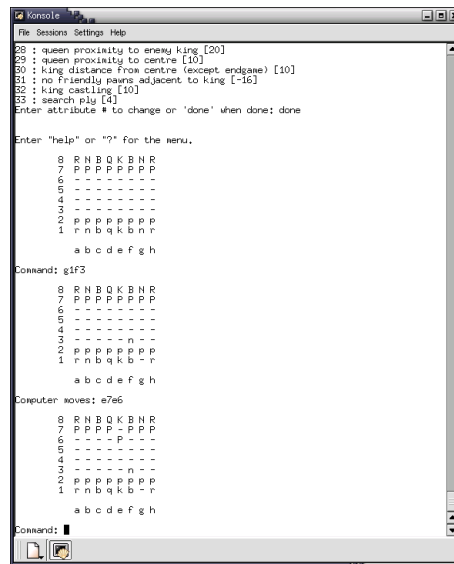 Konsole
File Sessions Settings Help
28 : queen proximity to enemy king [20]
29 : queen proximity to centre [10]
30 : king distance from centre (except endgame) [10]
31 : no friendly pawns adjacent to king [-16]
32 : king castling [10]
33 : search ply [4]
Enter attribute # to change or 'done' when done: done
Enter "help" or "?" for the menu.
8 R N B Q K B N R
7 P P P P P P P P
6 - - - - - - - -
5 - - - - - - - -
4 - - - - - - - -
3 - - - - - - - -
2 p p p p p p p p
1 r n b q k b n r
a b c d e f g h
Command: g1f3
8 R N B Q K B N R
7 P P P P P P P P
6 - - - - - - - -
5 - - - - - - - -
4 - - - - - - - -
3 - - - - - n - -
2 p p p p p p p p
1 r n b q k b - r
a b c d e f g h
Computer moves: e7e6
8 R N B Q K B N R
7 P P P P - P P P
6 - - - - P - - -
5 - - - - - - - -
4 - - - - - - - -
3 - - - - - n - -
2 p p p p p p p p
1 r n b q k b - r
a b c d e f g h
Command: